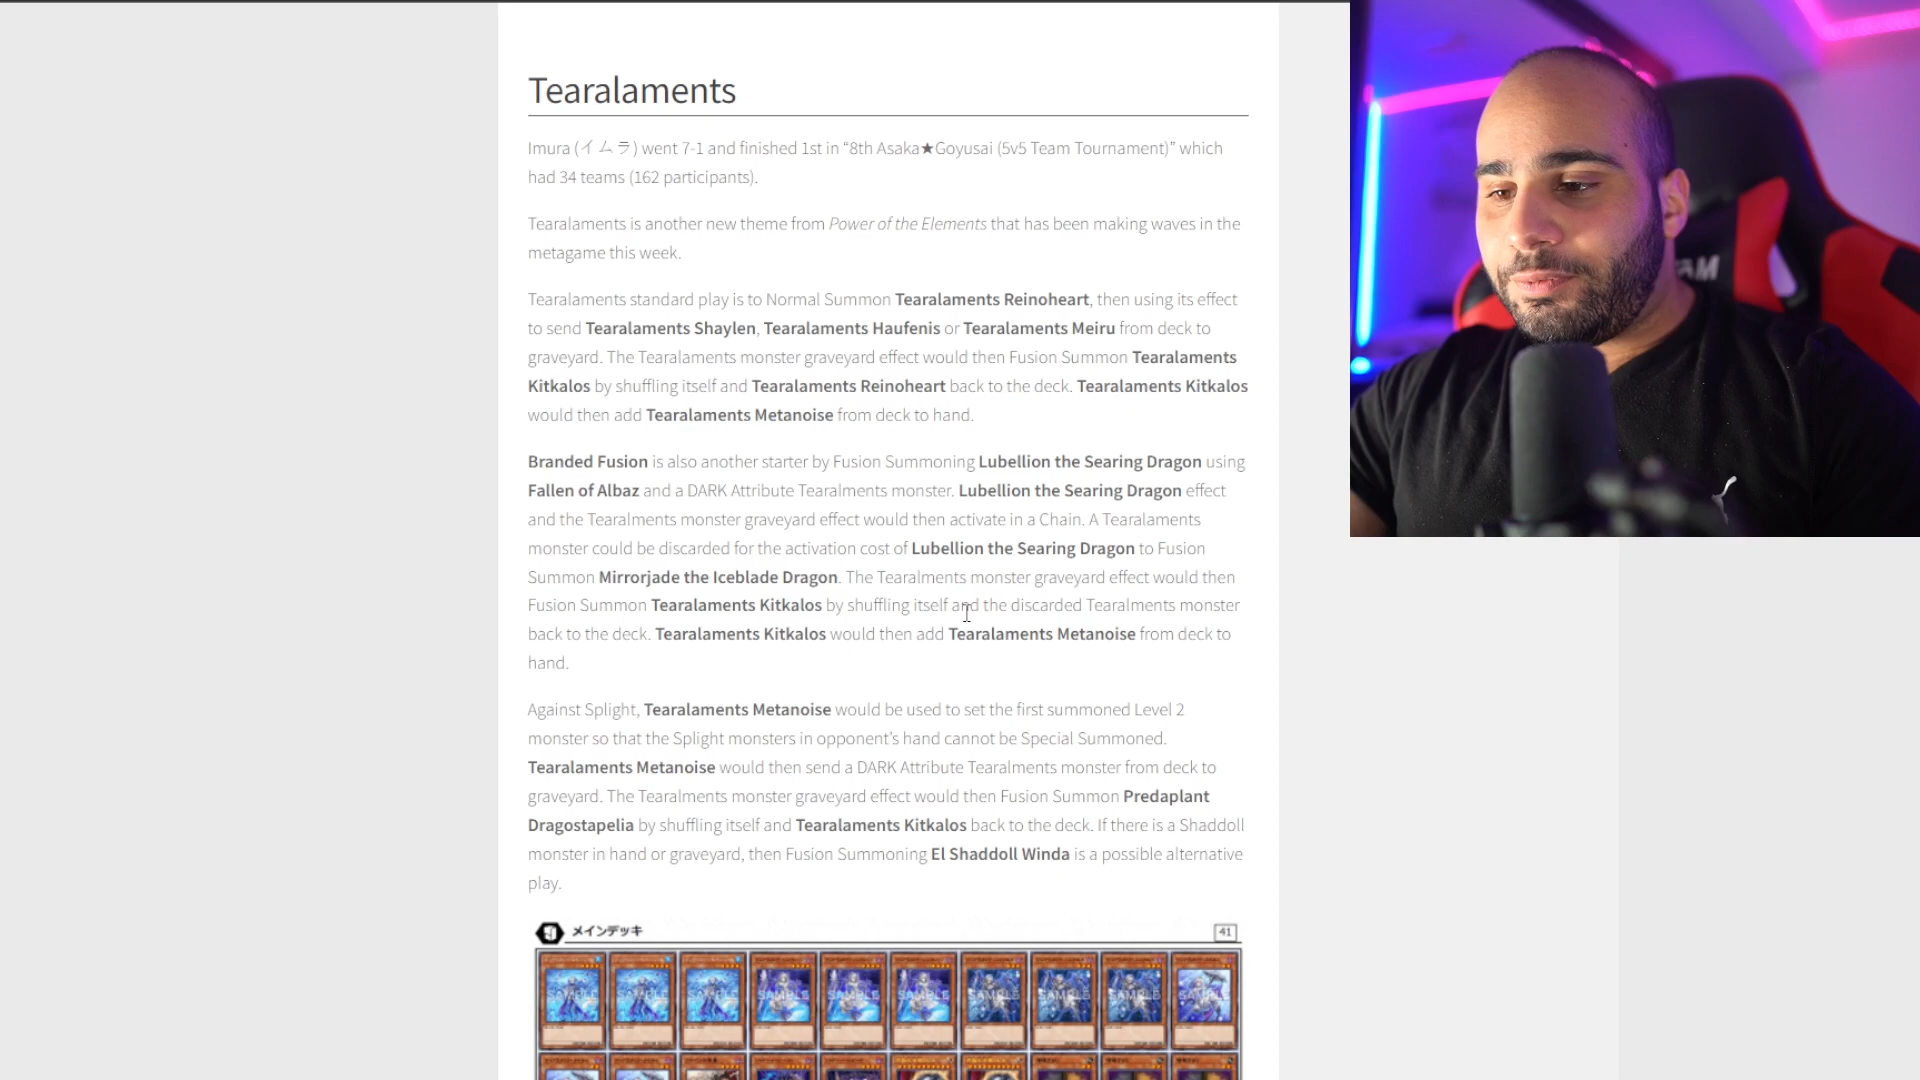 Tearalaments
Imura (イムラ) went 7-1 and finished 1st in “8th Asaka★Goyusai (5v5 Team Tournament)” which
had 34 teams (162 participants).
Tearalaments is another new theme from Power of the Elements that has been making waves in the
metagame this week.
Tearalaments standard play is to Normal Summon Tearalaments Reinoheart, then using its effect
to send Tearalaments Shaylen, Tearalaments Haufenis or Tearalaments Meiru from deck to
graveyard. The Tearalaments monster graveyard effect would then Fusion Summon Tearalaments
Kitkalos by shuffling itself and Tearalaments Reinoheart back to the deck. Tearalaments Kitkalos
would then add Tearalaments Metanoise from deck to hand.
Branded Fusion is also another starter by Fusion Summoning Lubellion the Searing Dragon using
Fallen of Albaz and a DARK Attribute Tearalments monster. Lubellion the Searing Dragon effect
and the Tearalments monster graveyard effect would then activate in a Chain. A Tearalaments
monster could be discarded for the activation cost of Lubellion the Searing Dragon to Fusion
Summon Mirrorjade the Iceblade Dragon. The Tearalments monster graveyard effect would then
Fusion Summon Tearalaments Kitkalos by shuffling itself and the discarded Tearalments monster
back to the deck. Tearalaments Kitkalos would then add Tearalaments Metanoise from deck to
hand.
Against Splight, Tearalaments Metanoise would be used to set the first summoned Level 2
monster so that the Splight monsters in opponent’s hand cannot be Special Summoned.
Tearalaments Metanoise would then send a DARK Attribute Tearalments monster from deck to
graveyard. The Tearalments monster graveyard effect would then Fusion Summon Predaplant
Dragostapelia by shuffling itself and Tearalaments Kitkalos back to the deck. If there is a Shaddoll
monster in hand or graveyard, then Fusion Summoning El Shaddoll Winda is a possible alternative
play.
メインデッキ 41
SAMPLE SAMPLE SAMPLE SAMPLE SAMPLE SAMPLE SAMPLE SAMPLE SAMPLE SAMPLE